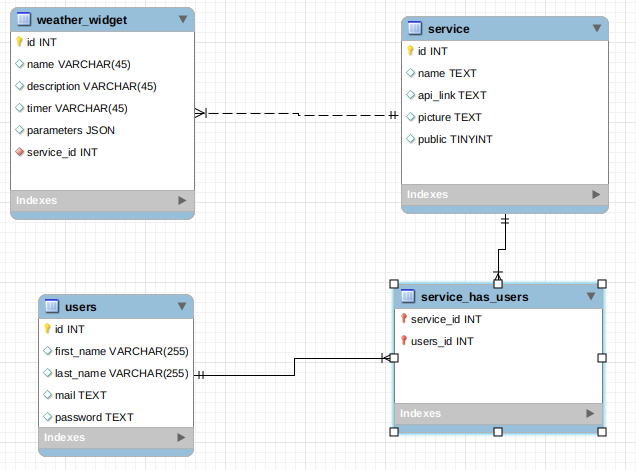 weather_widget
id INT
name VARCHAR(45)
description VARCHAR(45)
timer VARCHAR(45)
parameters JSON
service_id INT
Indexes
service
id INT
name TEXT
api_link TEXT
picture TEXT
public TINYINT
Indexes
users
id INT
first_name VARCHAR(255)
last_name VARCHAR(255)
mail TEXT
password TEXT
Indexes
service_has_users
service_id INT
users_id INT
Indexes